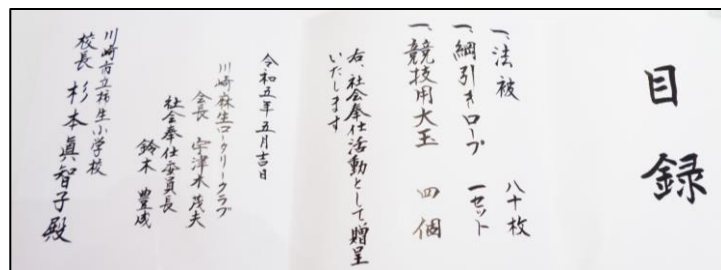 目録
一、法被 八十枚
一、綱引きロープ 一セット
一、競技用大玉 四個
右、社会奉仕活動として贈呈
いたします
令和五年五月吉日
川崎麻生ロータリークラブ
会長 宇津木茂夫
社会奉仕委員長
鈴木 豊成
川崎市立柿生小学校
校長 杉本眞智子殿